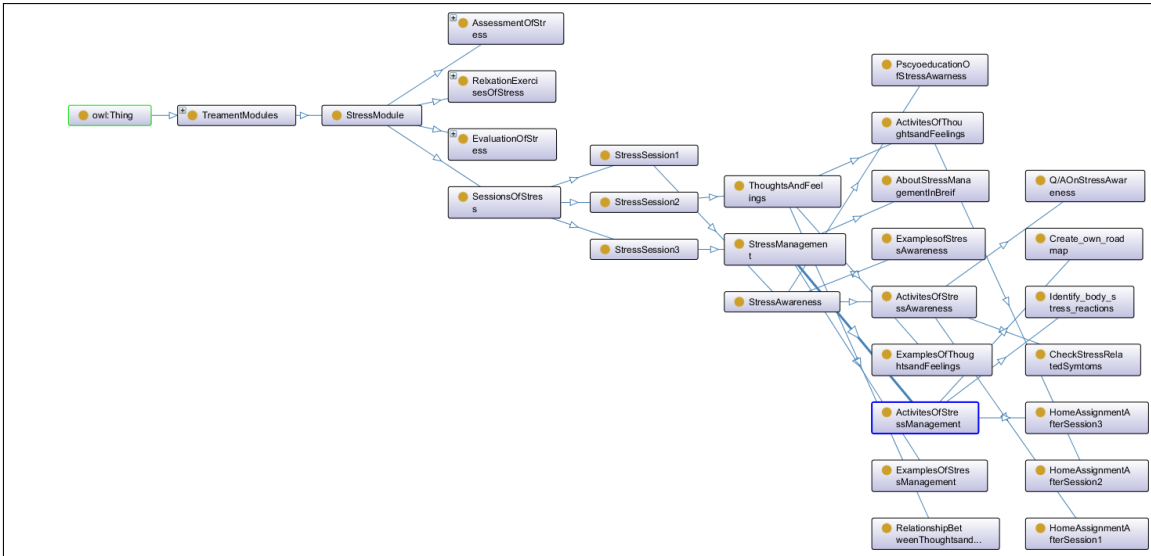 owl:Thing
TreamentModules
StressModule
AssessmentOfStr
ess
RelxationExerci
sesOfStress
EvaluationOfStr
ess
SessionsOfStres
s
StressSession1
StressSession2
StressSession3
ThoughtsAndFeel
ings
StressManagemen
t
StressAwareness
PscyoeducationO
fStressAwarness
ActivitesOfThou
ghtsandFeelings
AboutStressMana
gementInBreif
ExamplesofStres
sAwareness
ActivitesOfStre
ssAwareness
ExamplesOfThoug
htsandFeelings
ActivitesOfStre
ssManagement
ExamplesOfStres
sManagement
RelationshipBet
weenThoughtsand...
Q/AOnStressAwar
eness
Create_own_road
map
Identify_body_s
tress_reactions
CheckStressRela
tedSymtoms
HomeAssignmentA
fterSession3
HomeAssignmentA
fterSession2
HomeAssignmentA
fterSession1